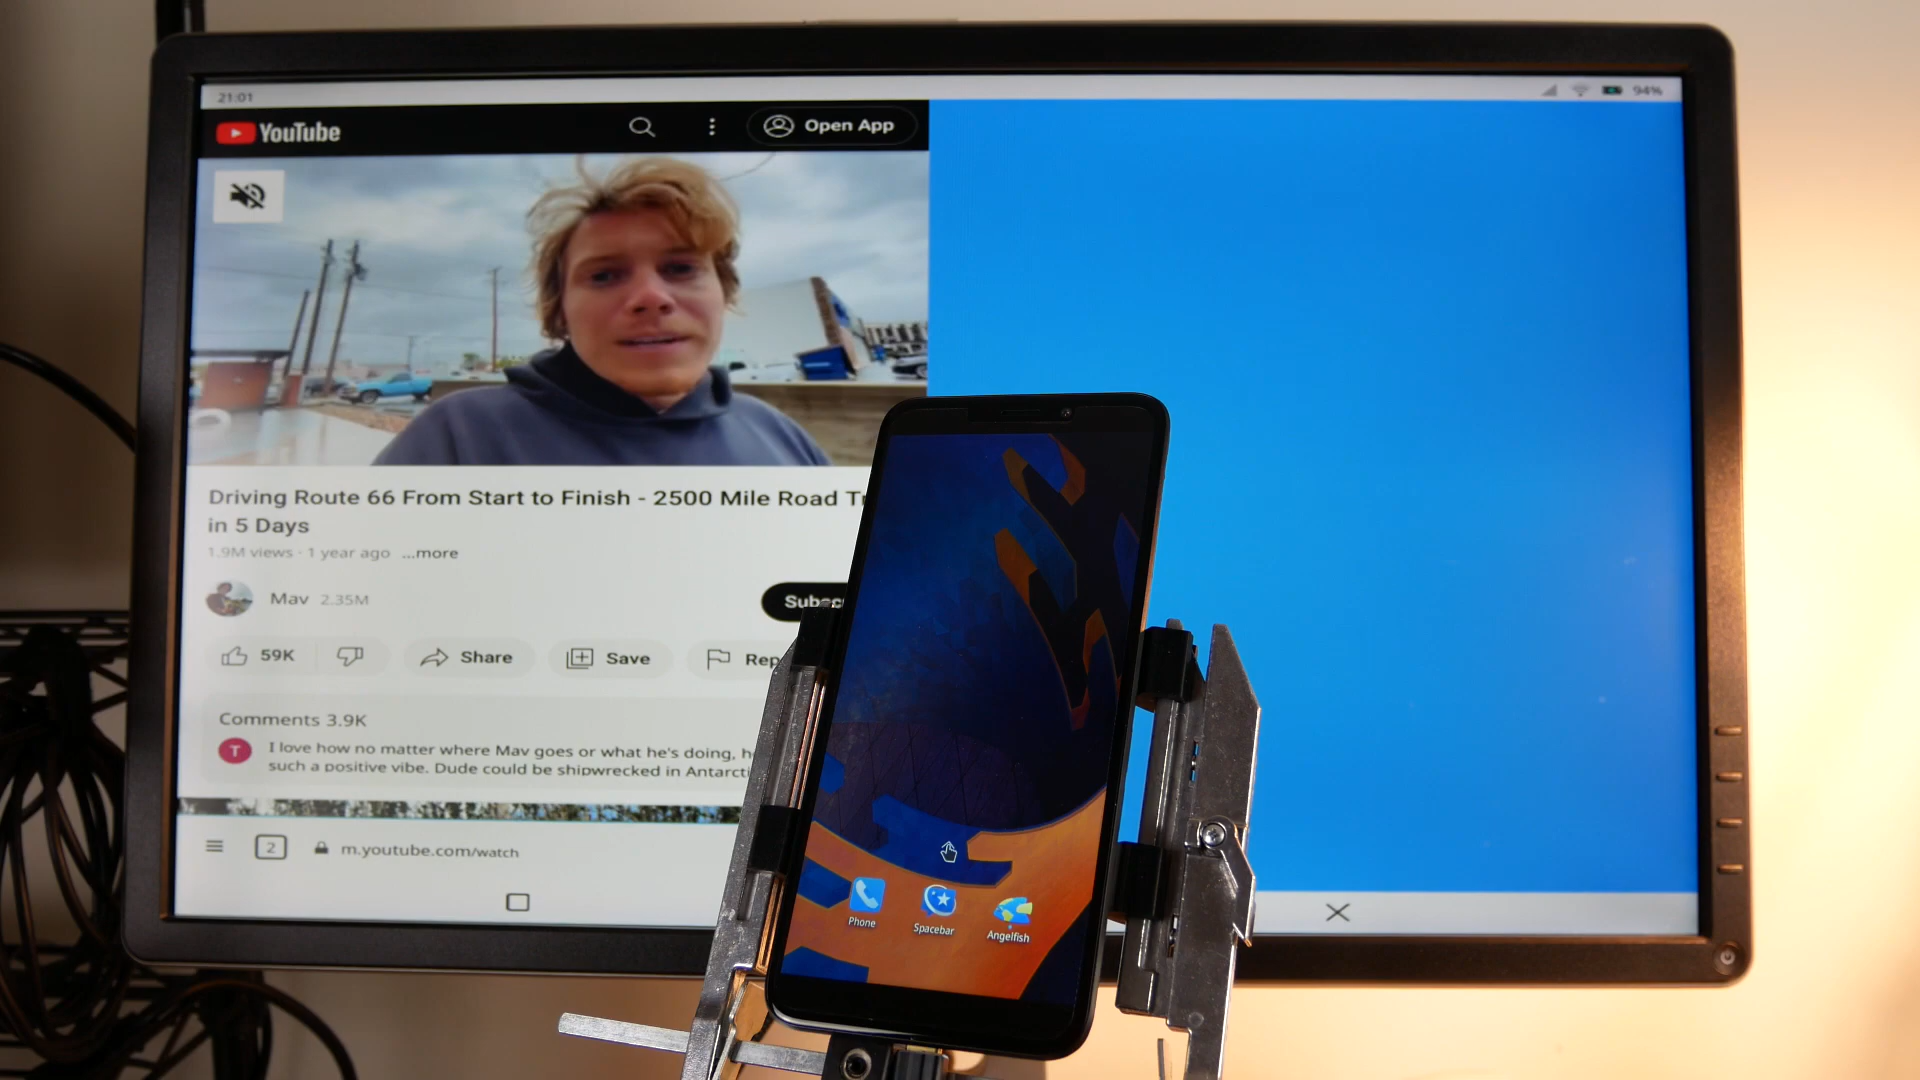 21:01
94%
YouTube
Open App
Driving Route 66 From Start to Finish - 2500 Mile Road
in 5 Days
1.9M views · 1 year ago ...more
Mav 2.35M
59K
Share
Save
Comments 3.9K
T
I love how no matter where Mav goes or what he's doing,
such a positive vibe. Dude could be shipwrecked in
2
m.youtube.com/watch
Phone
Spacebar
Angelfish